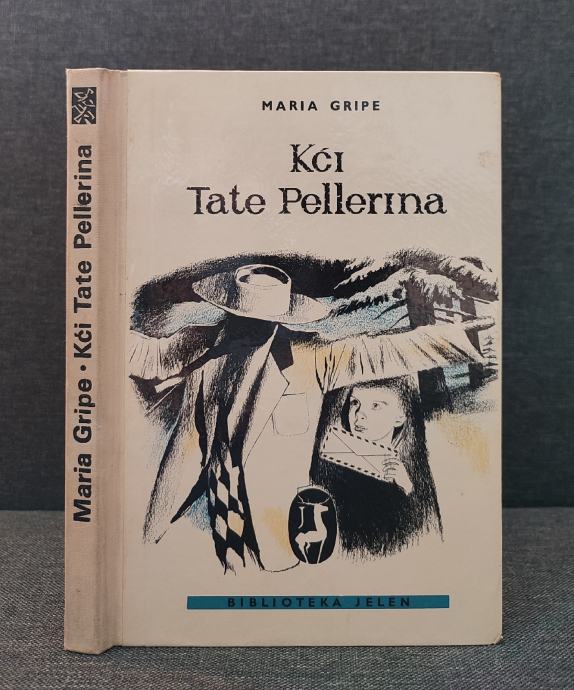 Maria Gripe • Kći Tate Pellerina
MARIA GRIPE
Kći
Tate Pellerina
BIBLIOTEKA JELEN